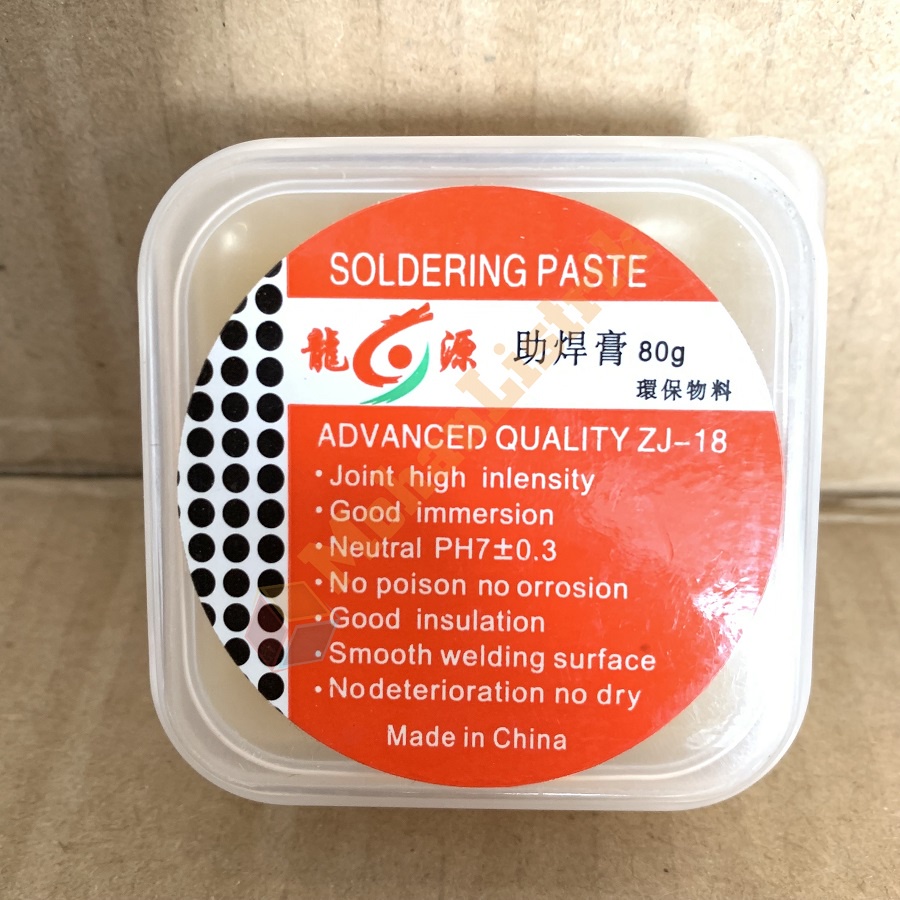 SOLDERING PASTE
龍 源 助焊膏 80g
環保物料
ADVANCED QUALITY ZJ-18
·Joint high inlensity
·Good immersion
·Neutral PH7±0.3
·No poison no orrosion
·Good insulation
·Smooth welding surface
·No deterioration no dry
Made in China